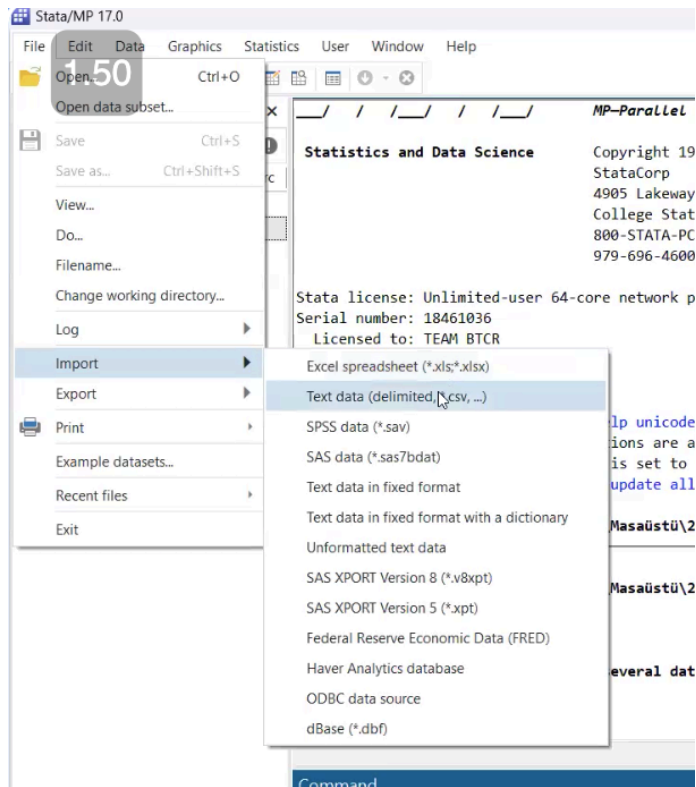 Stata/MP 17.0
File Edit Data Graphics Statistics User Window Help
1.50
Open... Ctrl+O
Open data subset...
Save Ctrl+S
Save as... Ctrl+Shift+S
View...
Do...
Filename...
Change working directory...
Log
Import
Export
Print
Example datasets...
Recent files
Exit
Excel spreadsheet (*.xls;*.xlsx)
Text data (delimited, *.csv, ...)
SPSS data (*.sav)
SAS data (*.sas7bdat)
Text data in fixed format
Text data in fixed format with a dictionary
Unformatted text data
SAS XPORT Version 8 (*.v8xpt)
SAS XPORT Version 5 (*.xpt)
Federal Reserve Economic Data (FRED)
Haver Analytics database
ODBC data source
dBase (*.dbf)
MP—Parallel
Statistics and Data Science Copyright 19
StataCorp
4905 Lakeway
College Stat
800-STATA-PC
979-696-4600
Stata license: Unlimited-user 64-core network p
Serial number: 18461036
Licensed to: TEAM BTCR
lp unicode
ions are a
is set to
update all
Masaüstü\2
Masaüstü\2
everal dat
Command